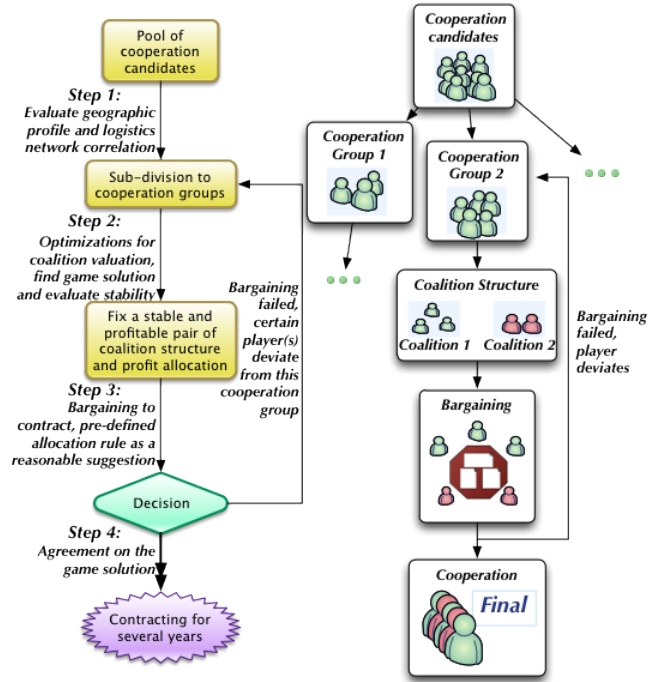 Pool of
cooperation
candidates
Step 1:
Evaluate geographic
profile and logistics
network correlation
Sub-division to
cooperation groups
Step 2:
Optimizations for
coalition valuation,
find game solution
and evaluate stability
Fix a stable and
profitable pair of
coalition structure
and profit allocation
Step 3:
Bargaining to
contract, pre-defined
allocation rule as a
reasonable suggestion
Decision
Step 4:
Agreement on the
game solution
Contracting for
several years
Bargaining
failed,
certain
player(s)
deviate
from this
cooperation
group
Cooperation
candidates
Cooperation
Group 1
Cooperation
Group 2
Coalition Structure
Coalition 1
Coalition 2
Bargaining
Bargaining
failed,
player
deviates
Cooperation
Final